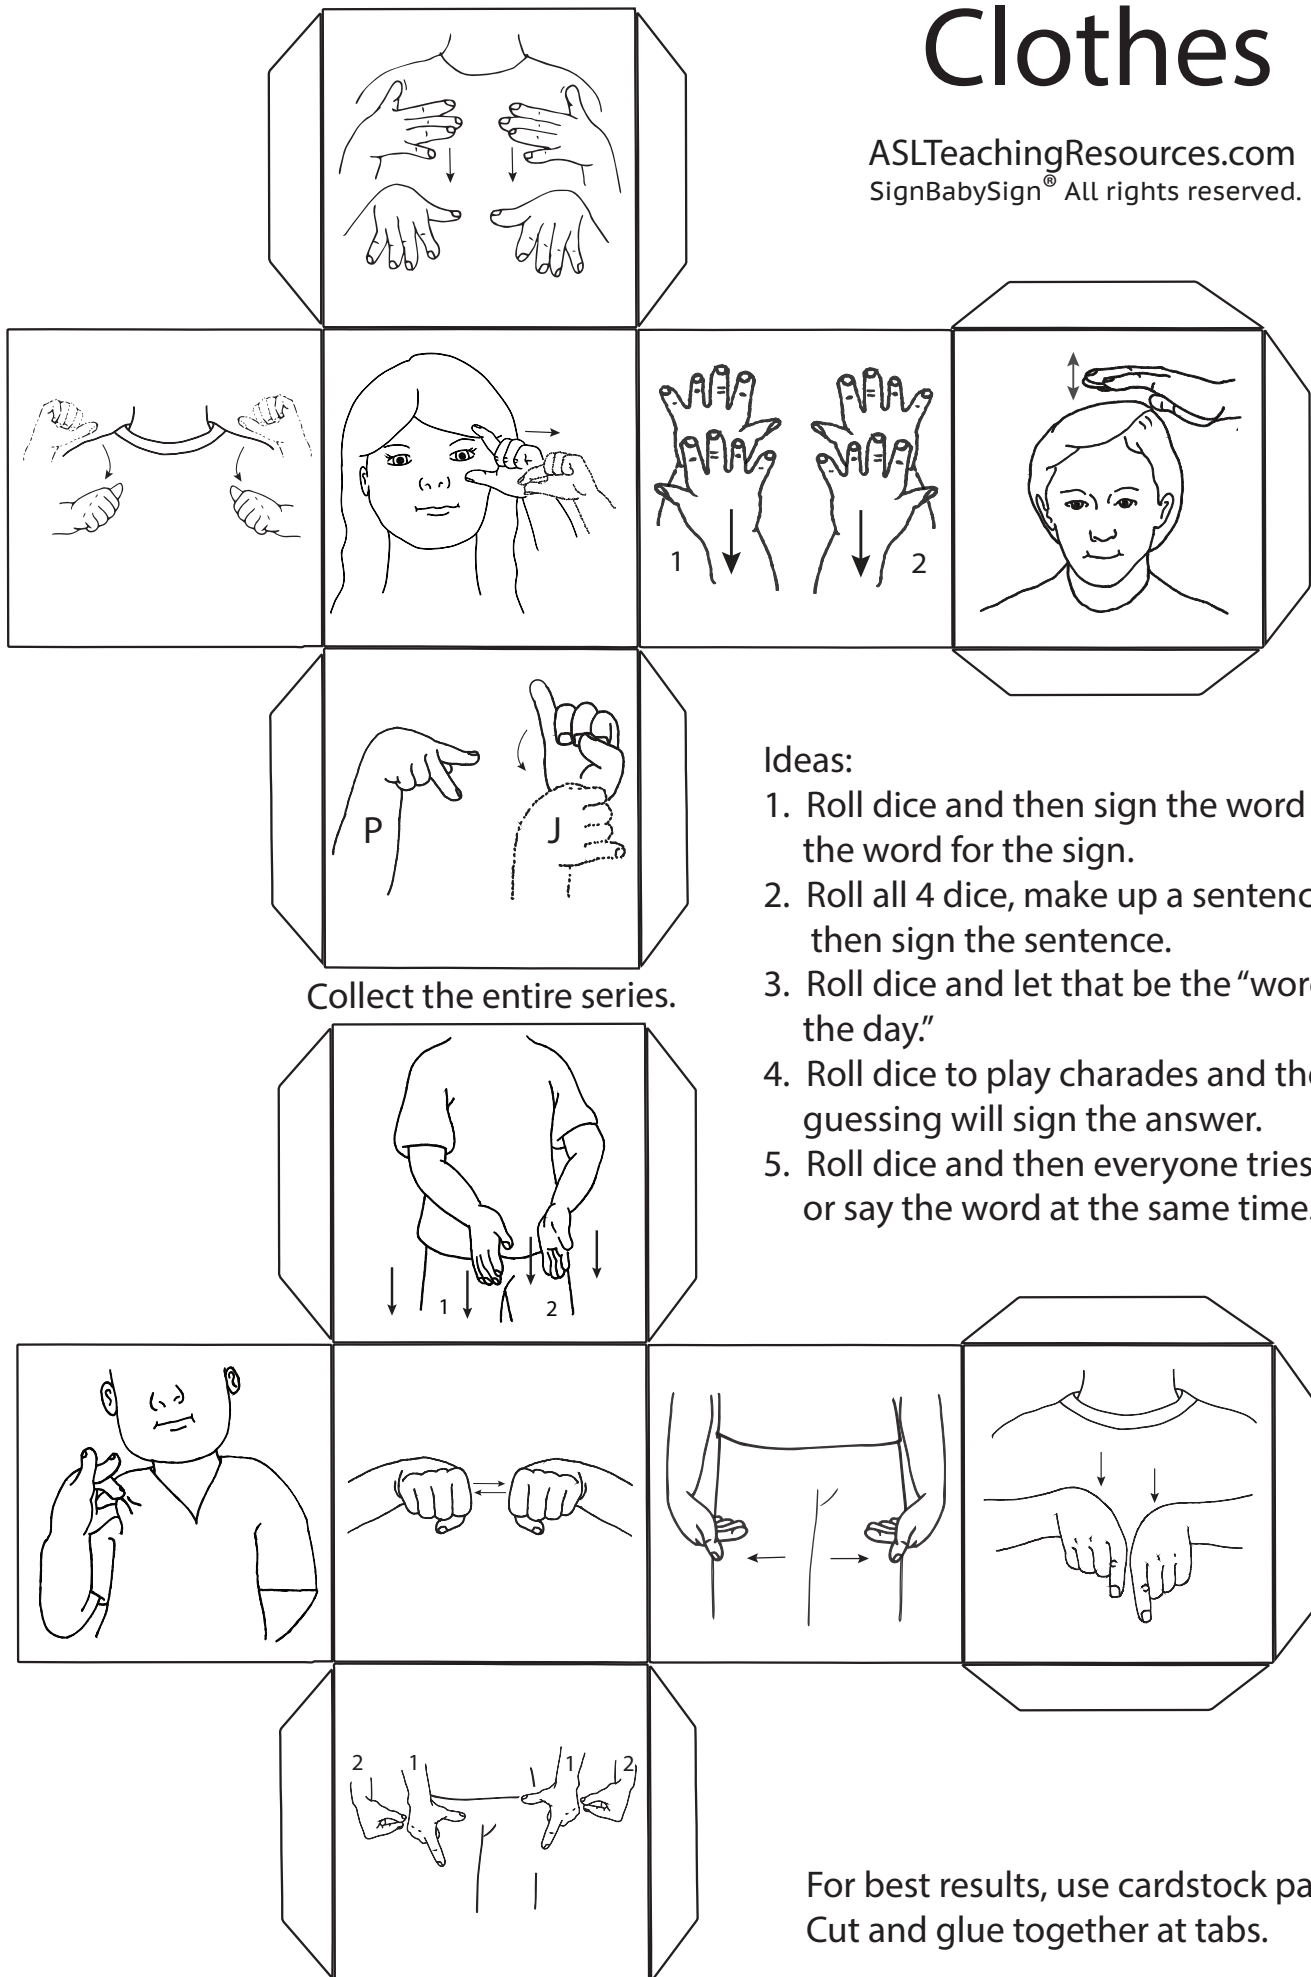 Clothes
ASLTeachingResources.com
SignBabySign® All rights reserved.
1 2
P J
Ideas:
1. Roll dice and then sign the word
the word for the sign.
2. Roll all 4 dice, make up a sentenc
then sign the sentence.
3. Roll dice and let that be the “wor
the day.”
4. Roll dice to play charades and the
guessing will sign the answer.
5. Roll dice and then everyone tries
or say the word at the same time.
Collect the entire series.
1 2
2 1 1 2
For best results, use cardstock pa
Cut and glue together at tabs.